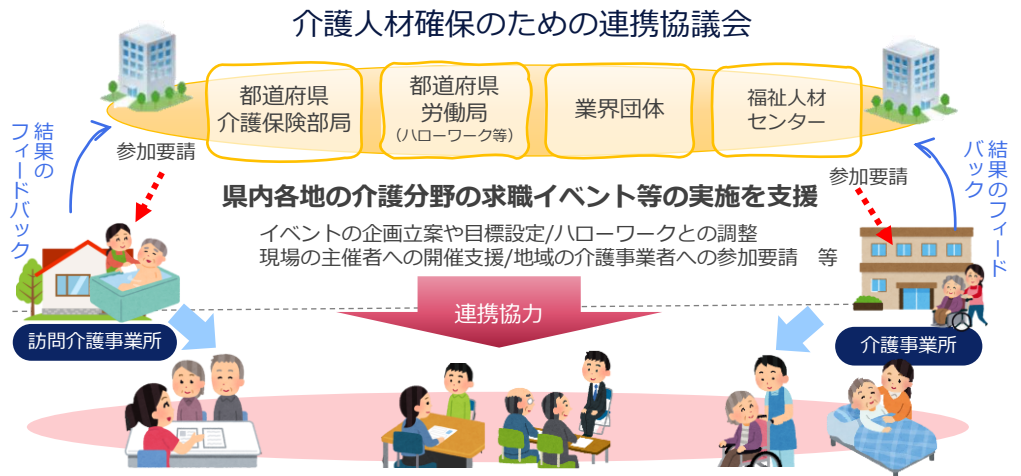 介護人材確保のための連携協議会
都道府県
介護保険部局
都道府県
労働局
(ハローワーク等)
業界団体
福祉人材
センター
結果の
フィードバック
参加要請
参加要請
結果のフィード
バック
県内各地の介護分野の求職イベント等の実施を支援
イベントの企画立案や目標設定/ハローワークとの調整
現場の主催者への開催支援/地域の介護事業者への参加要請 等
連携協力
訪問介護事業所
介護事業所